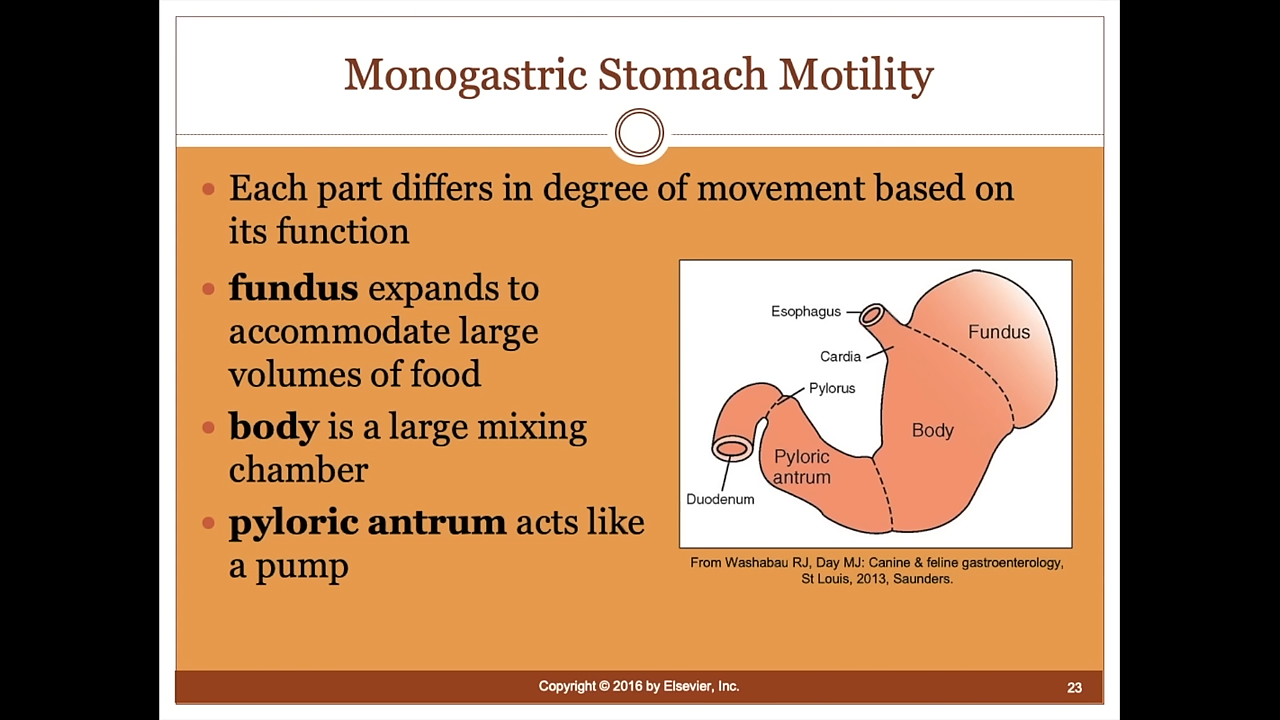 Monogastric Stomach Motility
• Each part differs in degree of movement based on
its function
• fundus expands to
accommodate large
volumes of food
• body is a large mixing
chamber
• pyloric antrum acts like
a pump
Esophagus
Fundus
Cardia
Pylorus
Body
Pyloric
antrum
Duodenum
From Washabau RJ, Day MJ: Canine & feline gastroenterology,
St Louis, 2013, Saunders.
Copyright © 2016 by Elsevier, Inc.
23